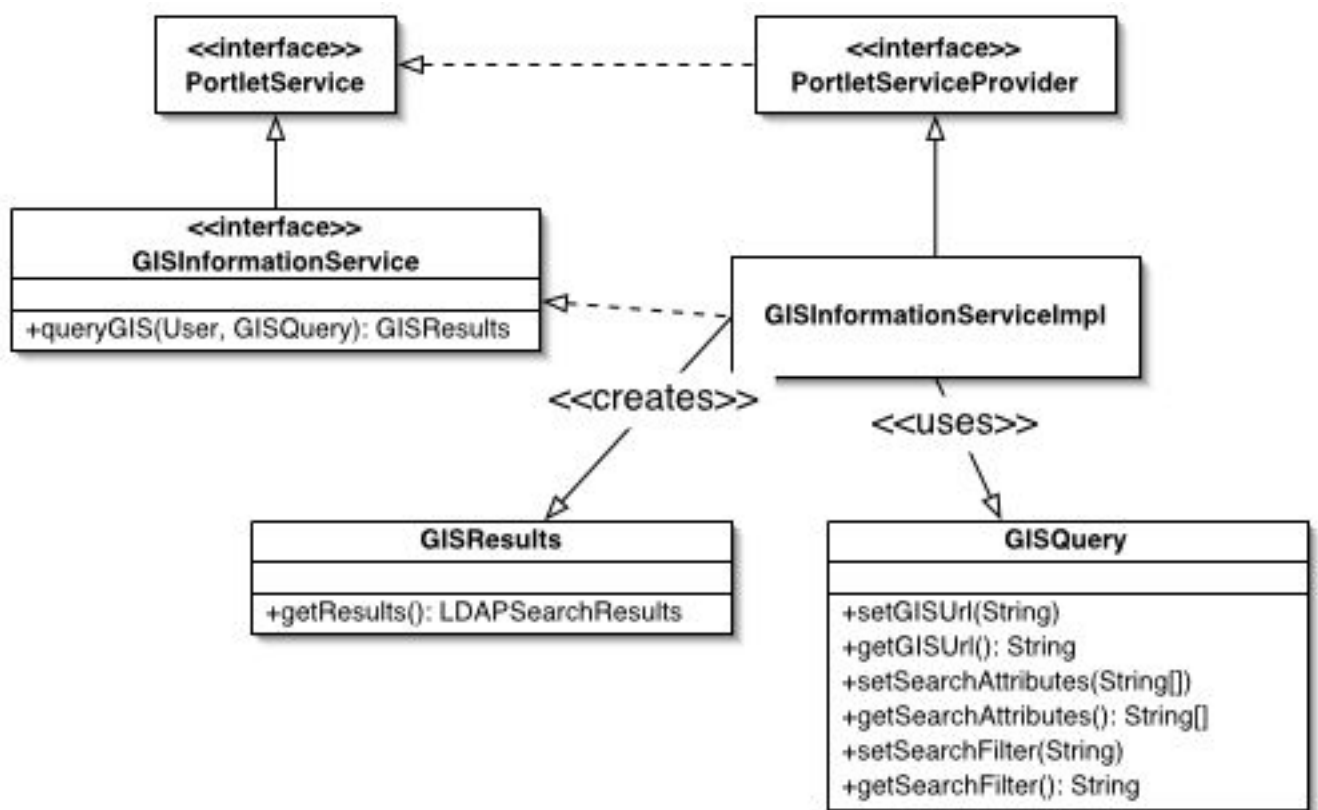 <<interface>>
PortletService
<<interface>>
PortletServiceProvider
<<interface>>
GISInformationService
+queryGIS(User, GISQuery): GISResults
GISInformationServiceImpl
<<creates>>
<<uses>>
GISResults
+getResults(): LDAPSearchResults
GISQuery
+setGISUrl(String)
+getGISUrl(): String
+setSearchAttributes(String[])
+getSearchAttributes(): String[]
+setSearchFilter(String)
+getSearchFilter(): String